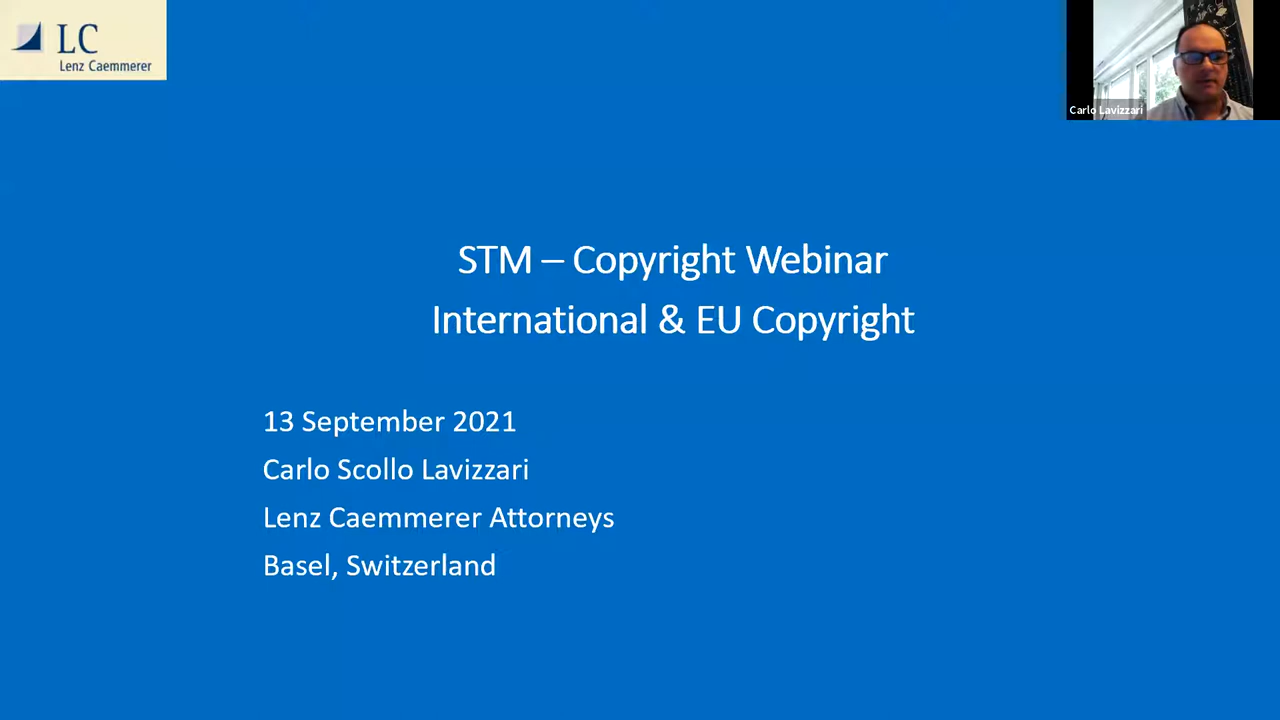 LC
Lenz Caemmerer
Carlo Lavizzari
STM – Copyright Webinar
International & EU Copyright
13 September 2021
Carlo Scollo Lavizzari
Lenz Caemmerer Attorneys
Basel, Switzerland